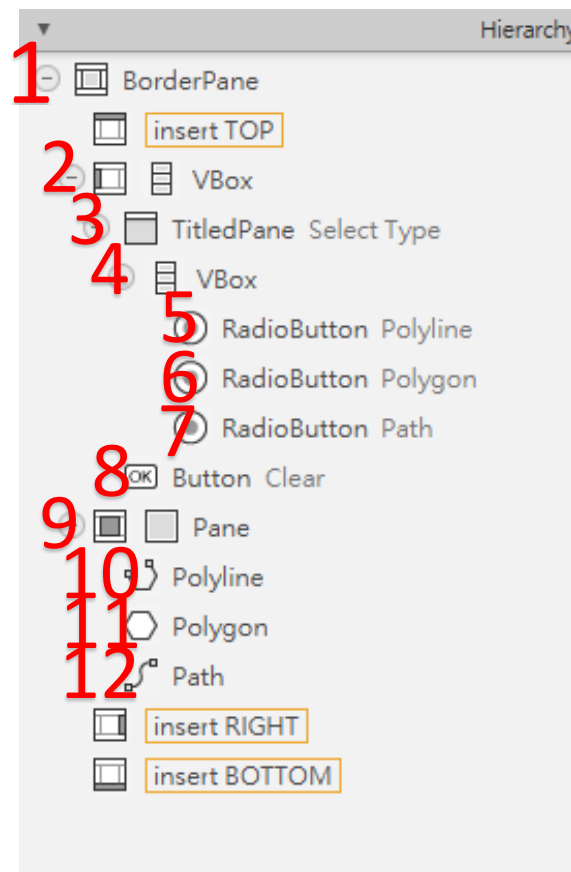 Hierarchy
1 BorderPane
insert TOP
2 VBox
3 TitledPane Select Type
4 VBox
5 RadioButton Polyline
6 RadioButton Polygon
7 RadioButton Path
8 OK Button Clear
9 Pane
10 Polyline
11 Polygon
12 Path
insert RIGHT
insert BOTTOM